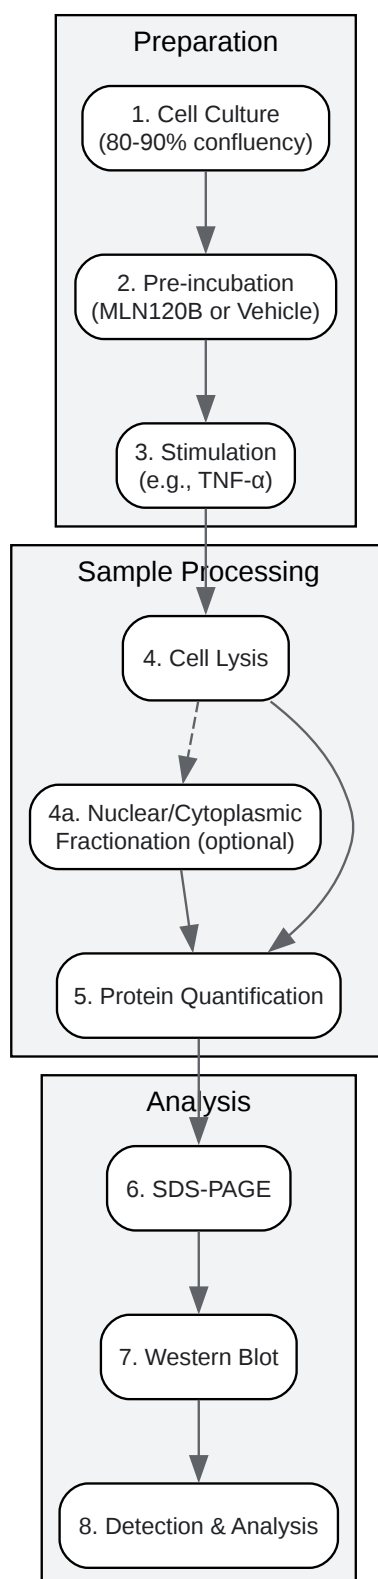 Preparation
1. Cell Culture
(80-90% confluency)
2. Pre-incubation
(MLN120B or Vehicle)
3. Stimulation
(e.g., TNF-α)
Sample Processing
4. Cell Lysis
4a. Nuclear/Cytoplasmic
Fractionation (optional)
5. Protein Quantification
Analysis
6. SDS-PAGE
7. Western Blot
8. Detection & Analysis